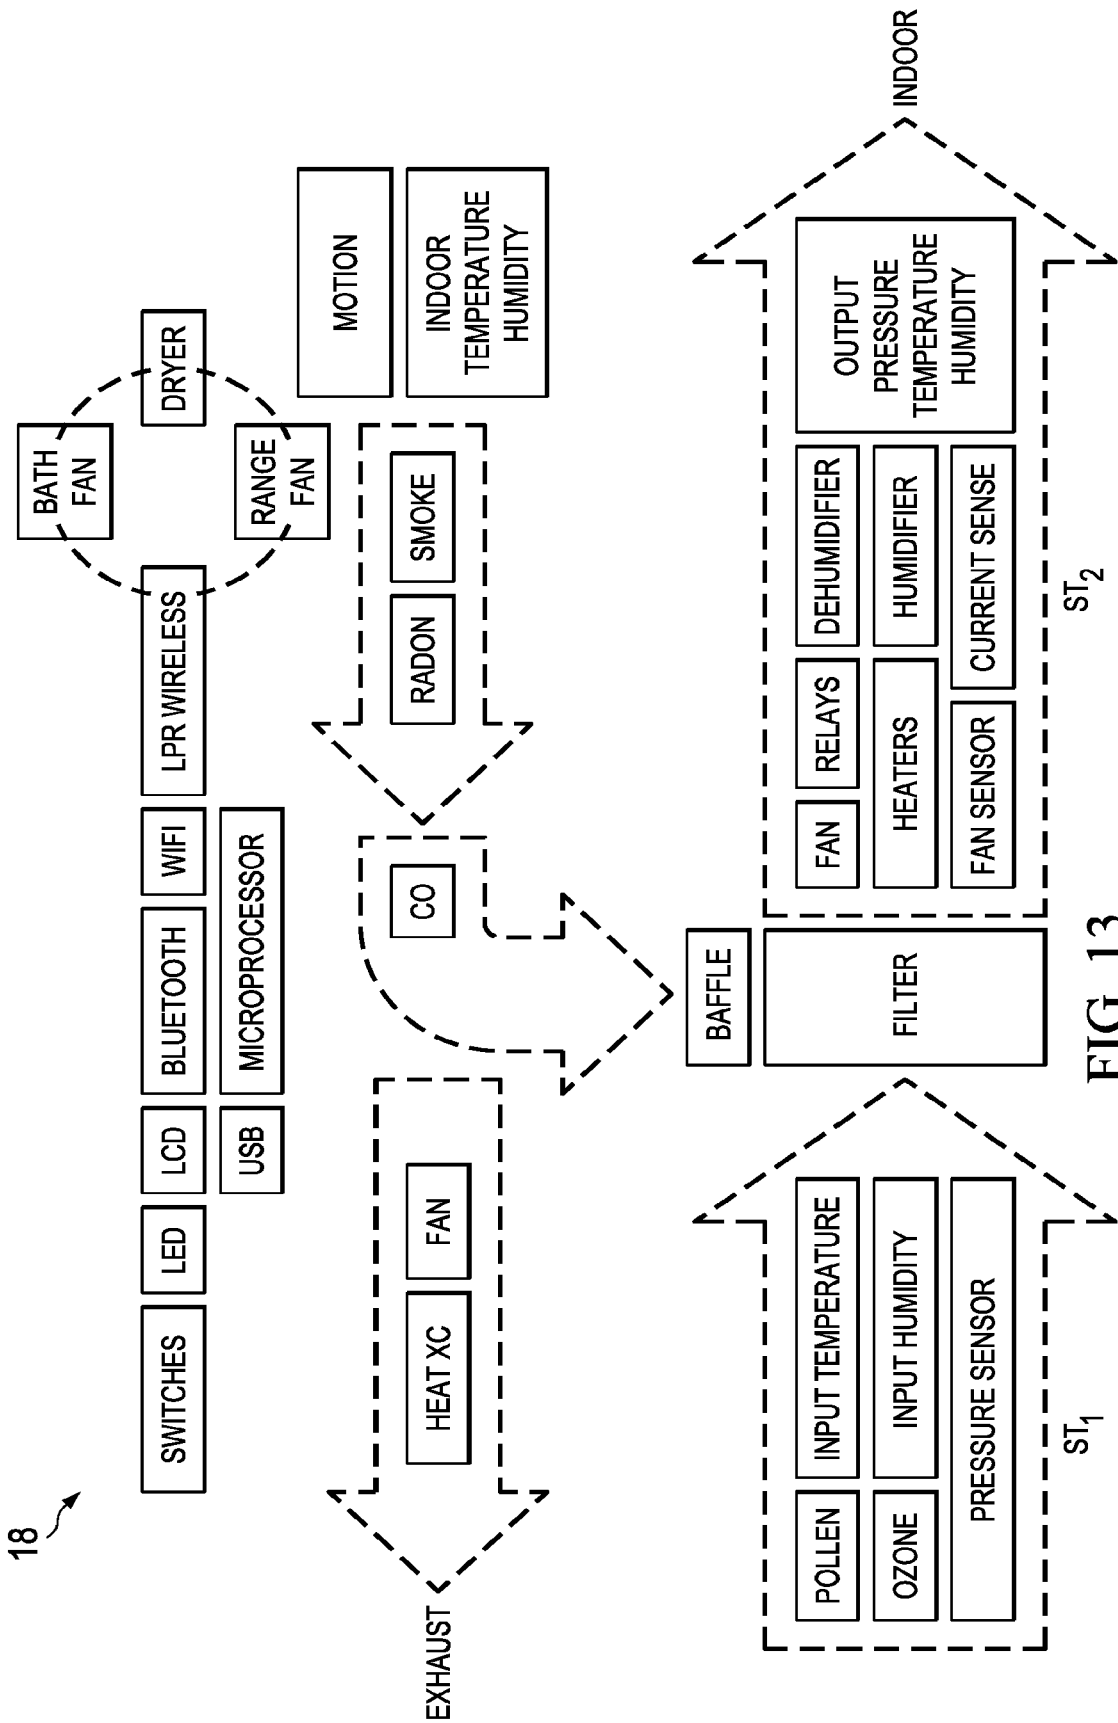 18
SWITCHES
LED
LCD
BLUETOOTH
WIFI
LPR WIRELESS
BATH
FAN
DRYER
RANGE
FAN
USB
MICROPROCESSOR
MOTION
INDOOR
TEMPERATURE
HUMIDITY
EXHAUST
HEAT XC
FAN
CO
RADON
SMOKE
BAFFLE
FILTER
POLLEN
INPUT TEMPERATURE
OZONE
INPUT HUMIDITY
PRESSURE SENSOR
ST1
FAN
RELAYS
DEHUMIDIFIER
HEATERS
HUMIDIFIER
FAN SENSOR
CURRENT SENSE
OUTPUT
PRESSURE
TEMPERATURE
HUMIDITY
ST2
INDOOR
FIG. 13